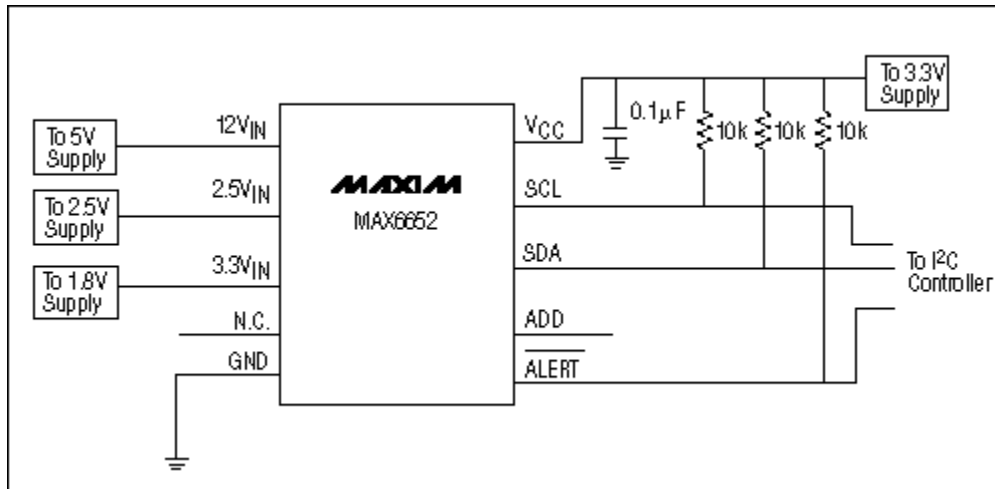 To 5V
Supply
To 2.5V
Supply
To 1.8V
Supply
12VIN
2.5VIN
3.3VIN
N.C.
GND
MAXIM
MAX6652
VCC
SCL
SDA
ADD
ALERT
0.1µF
10k
10k
10k
To 3.3V
Supply
To I²C
Controller